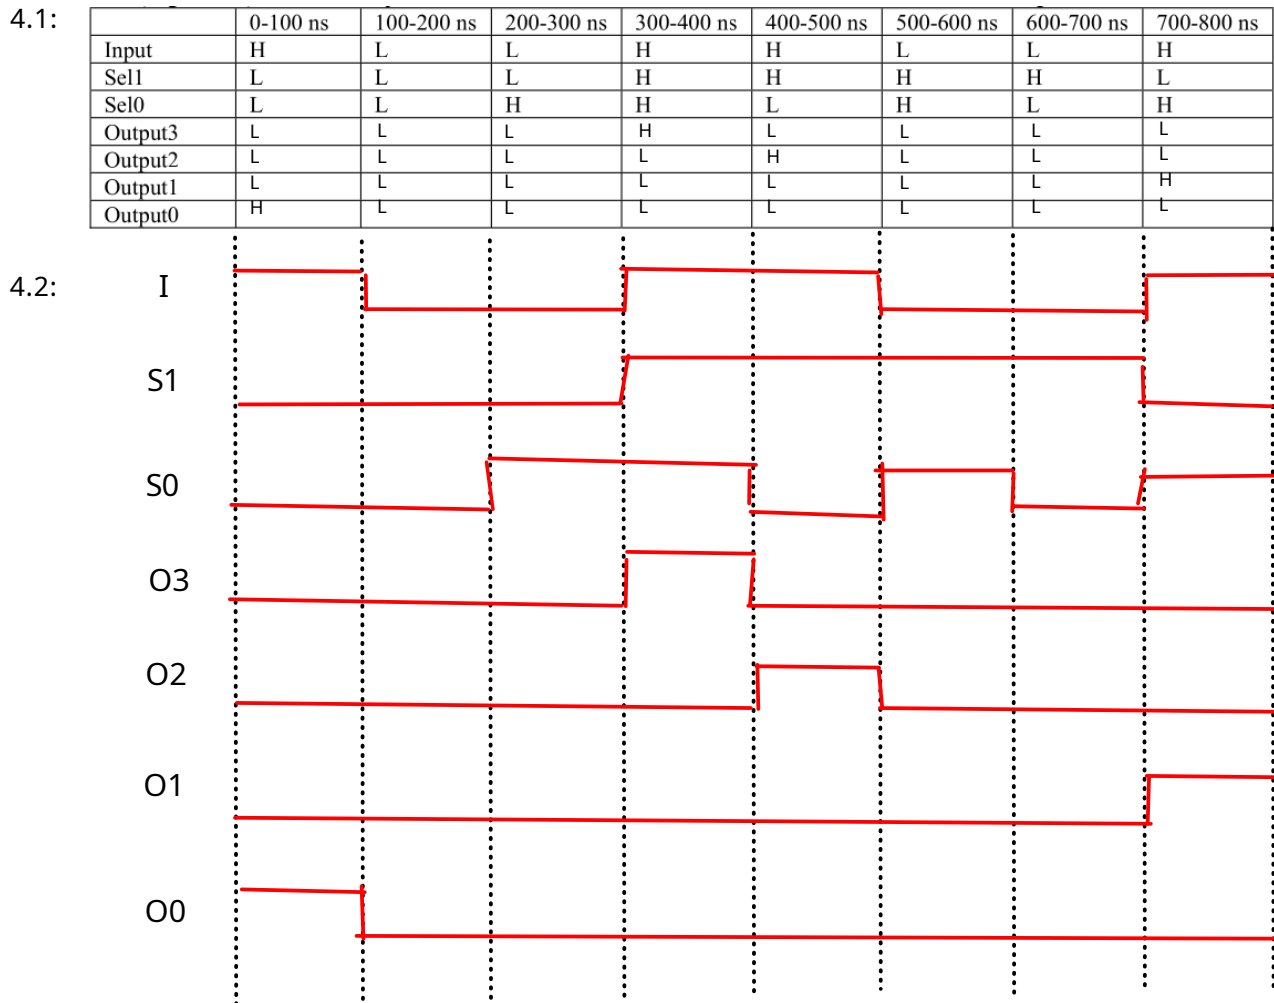 4.1:
0-100 ns 100-200 ns 200-300 ns 300-400 ns 400-500 ns 500-600 ns 600-700 ns 700-800 ns
Input H L L H H L L H
Sel1 L L L H H H H L
Sel0 L L H H L H L H
Output3 L L L H L L L L
Output2 L L L L H L L L
Output1 L L L L L L L H
Output0 H L L L L L L L
4.2:
I
S1
S0
O3
O2
O1
O0